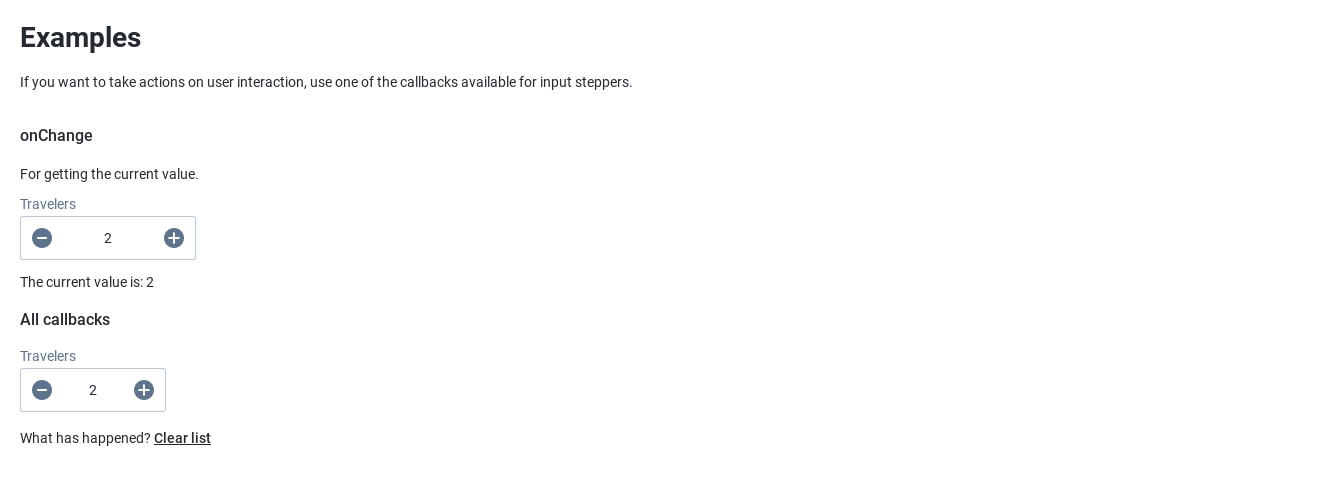 Examples
If you want to take actions on user interaction, use one of the callbacks available for input steppers.
onChange
For getting the current value.
Travelers
2
The current value is: 2
All callbacks
Travelers
2
What has happened? Clear list